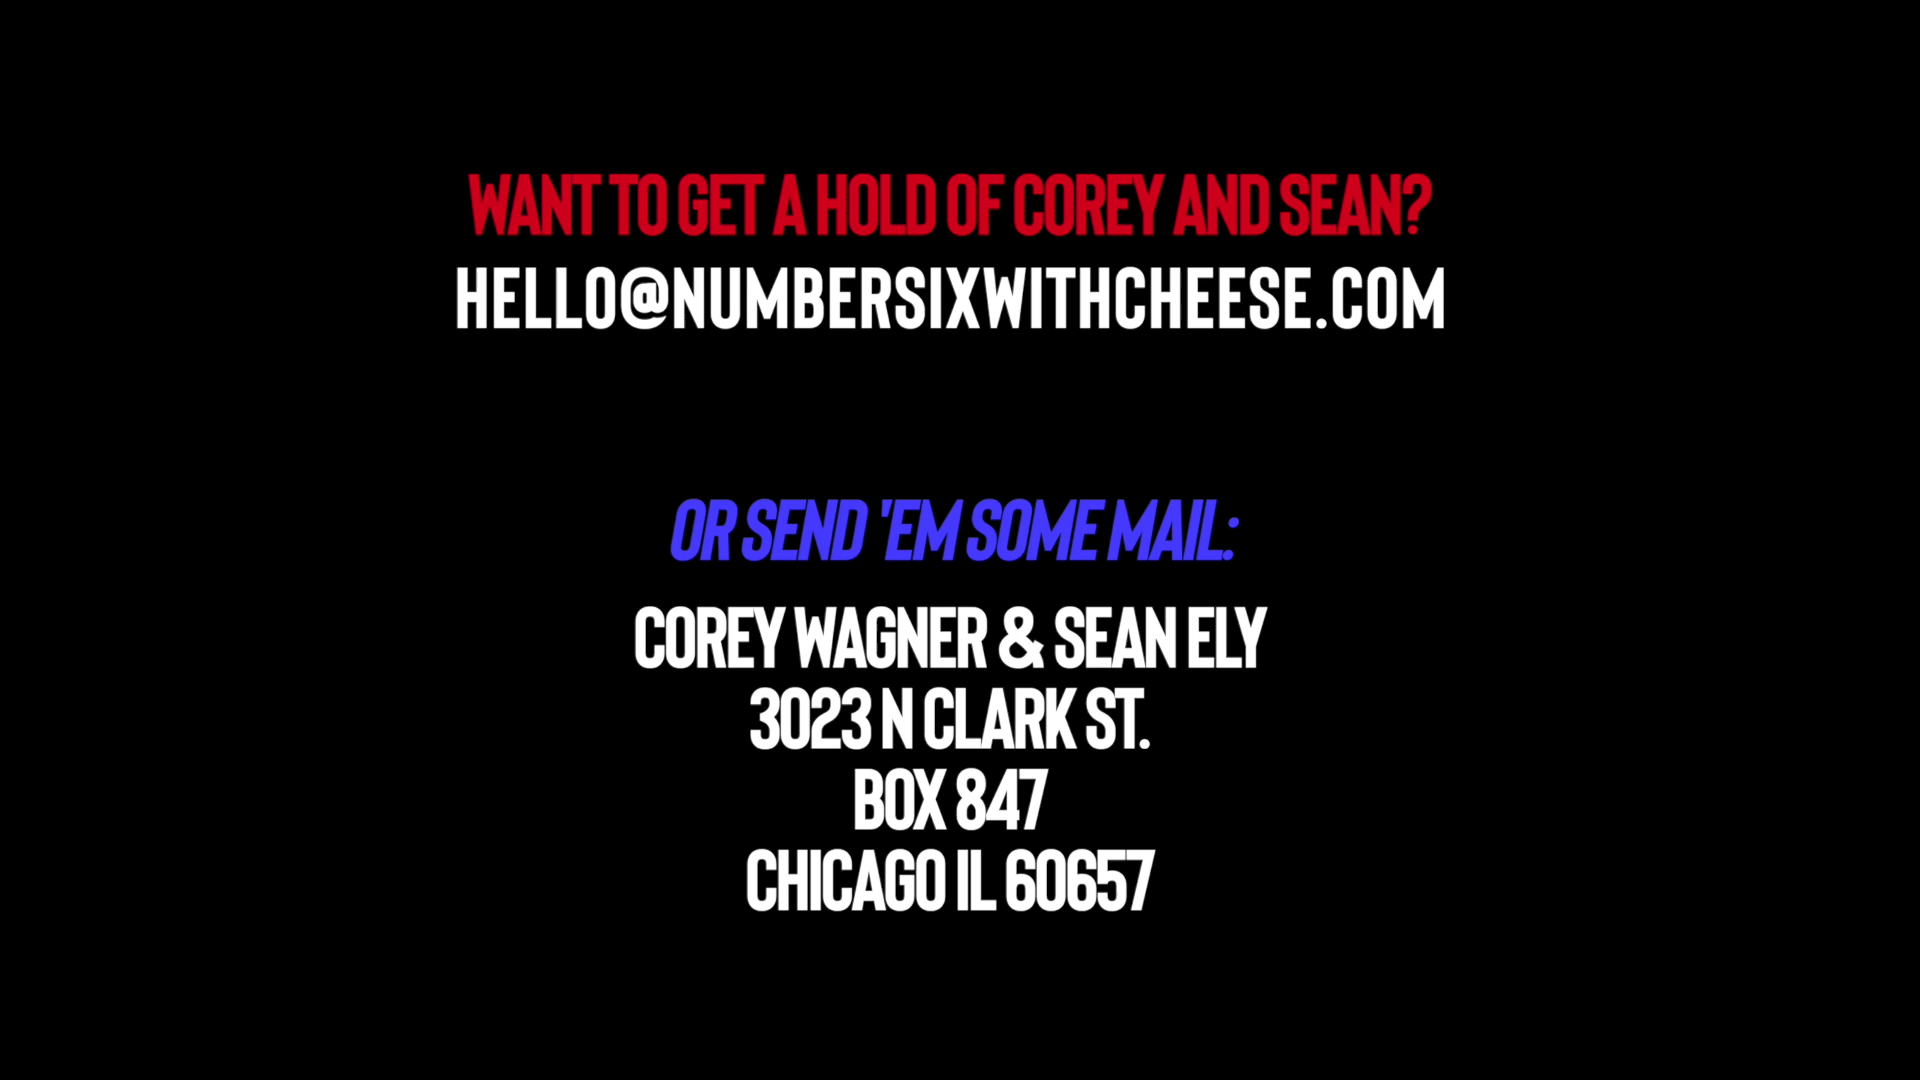 WANT TO GET A HOLD OF COREY AND SEAN?
HELLO@NUMBERSIXWITHCHEESE.COM
OR SEND 'EM SOME MAIL:
COREY WAGNER & SEAN ELY
3023 N CLARK ST.
BOX 847
CHICAGO IL 60657